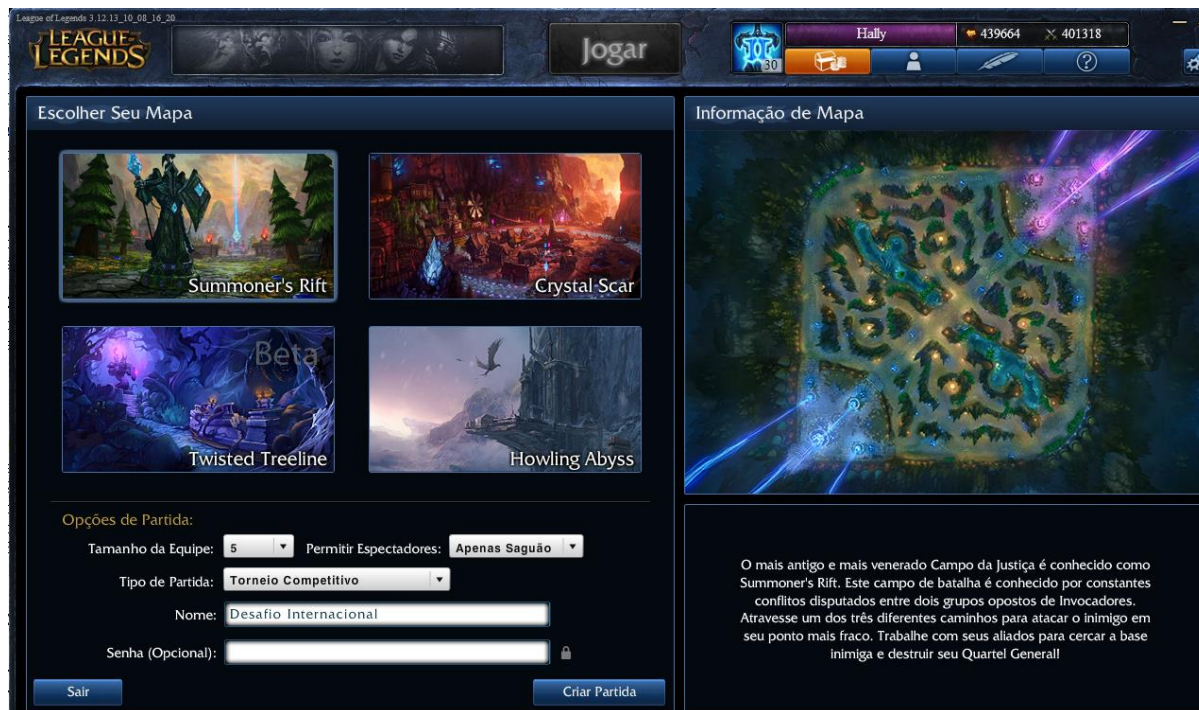 League of Legends 3.12.13_10_08_16_20
LEAGUE OF LEGENDS
Jogar
30
Hally
439664
401318
Escolher Seu Mapa
Informação de Mapa
Summoner's Rift
Crystal Scar
Beta
Twisted Treeline
Howling Abyss
Opções de Partida:
Tamanho da Equipe: 5 Permitir Espectadores: Apenas Saguão
Tipo de Partida: Torneio Competitivo
Nome: Desafio Internacional
Senha (Opcional):
Sair
Criar Partida
O mais antigo e mais venerado Campo da Justiça é conhecido como
Summoner's Rift. Este campo de batalha é conhecido por constantes
conflitos disputados entre dois grupos opostos de Invocadores.
Atravesse um dos três diferentes caminhos para atacar o inimigo em
seu ponto mais fraco. Trabalhe com seus aliados para cercar a base
inimiga e destruir seu Quartel General!